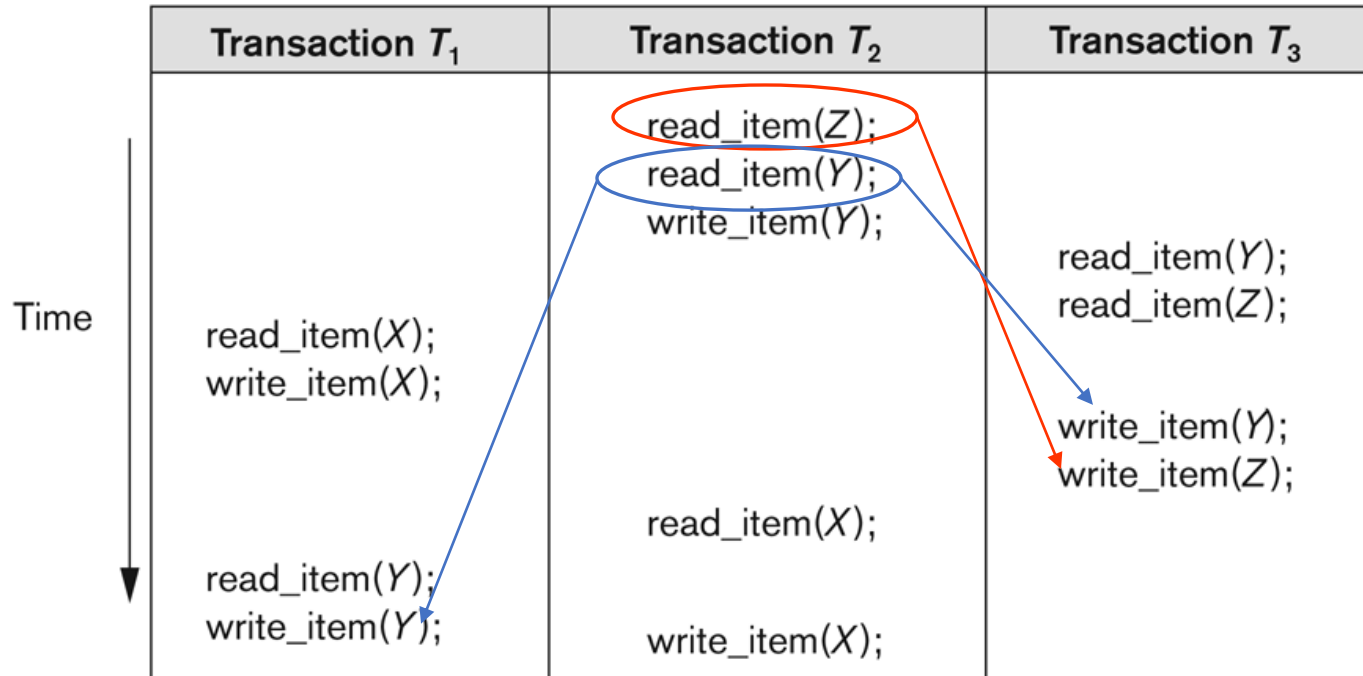 Transaction T1 Transaction T2 Transaction T3
read_item(Z);
read_item(Y);
write_item(Y);
read_item(Y);
read_item(Z);
Time
read_item(X);
write_item(X);
write_item(Y);
write_item(Z);
read_item(X);
read_item(Y);
write_item(Y); write_item(X);